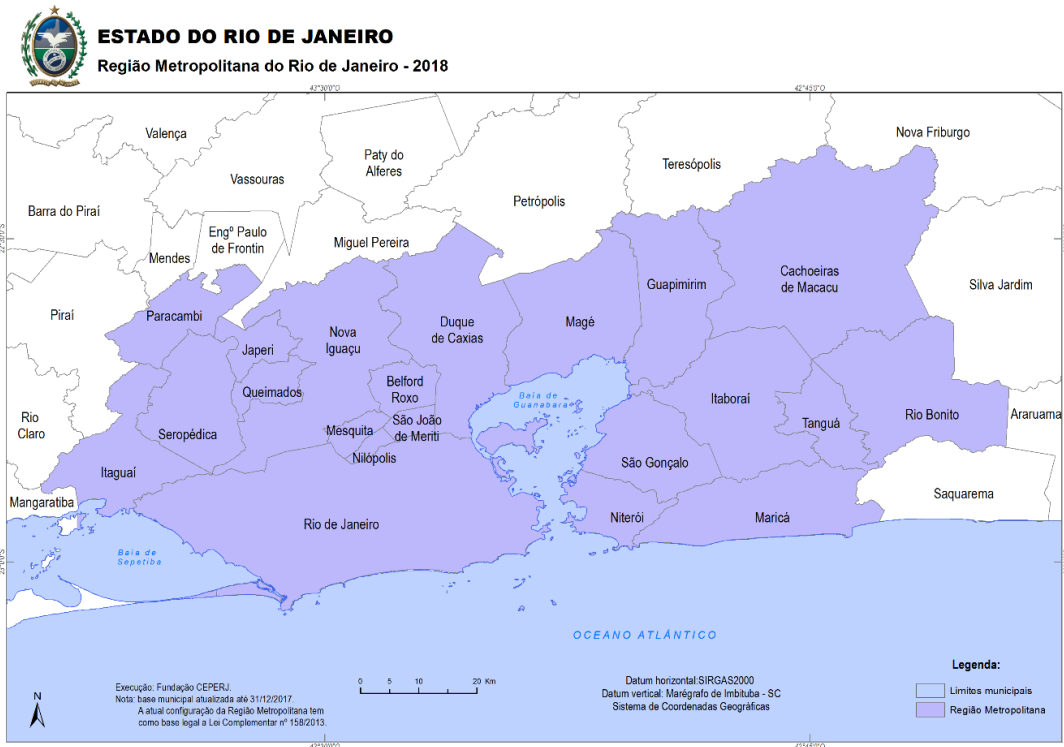 ESTADO DO RIO DE JANEIRO
Região Metropolitana do Rio de Janeiro - 2018
42°45'0"O
Valença
Nova Friburgo
Paty do
Alferes
Teresópolis
Vassouras
Petrópolis
Barra do Piraí
Engº Paulo
de Frontin
Miguel Pereira
Mendes
Cachoeiras
de Macacu
Guapimirim
Silva Jardim
Piraí
Paracambi
Duque
de Caxias
Magé
Nova
Iguaçu
Japeri
Belford
Roxo
Queimados
Baía de
Guanabara
Itaboraí
Rio
Claro
Rio Bonito
Araruama
Tanguá
São João
de Meriti
Mesquita
Seropédica
Nilópolis
São Gonçalo
Itaguaí
Saquarema
Mangaratiba
Niterói
Maricá
Rio de Janeiro
Baía de
Sepetiba
OCEANO ATLÂNTICO
N
Execução: Fundação CEPERJ.
Nota: base municipal atualizada até 31/12/2017.
A atual configuração da Região Metropolitana tem
como base legal a Lei Complementar nº 158/2013.
0 5 10 20 Km
Datum horizontal:SIRGAS2000
Datum vertical: Marégrafo de Imbituba - SC
Sistema de Coordenadas Geográficas
Legenda:
Limites municipais
Região Metropolitana